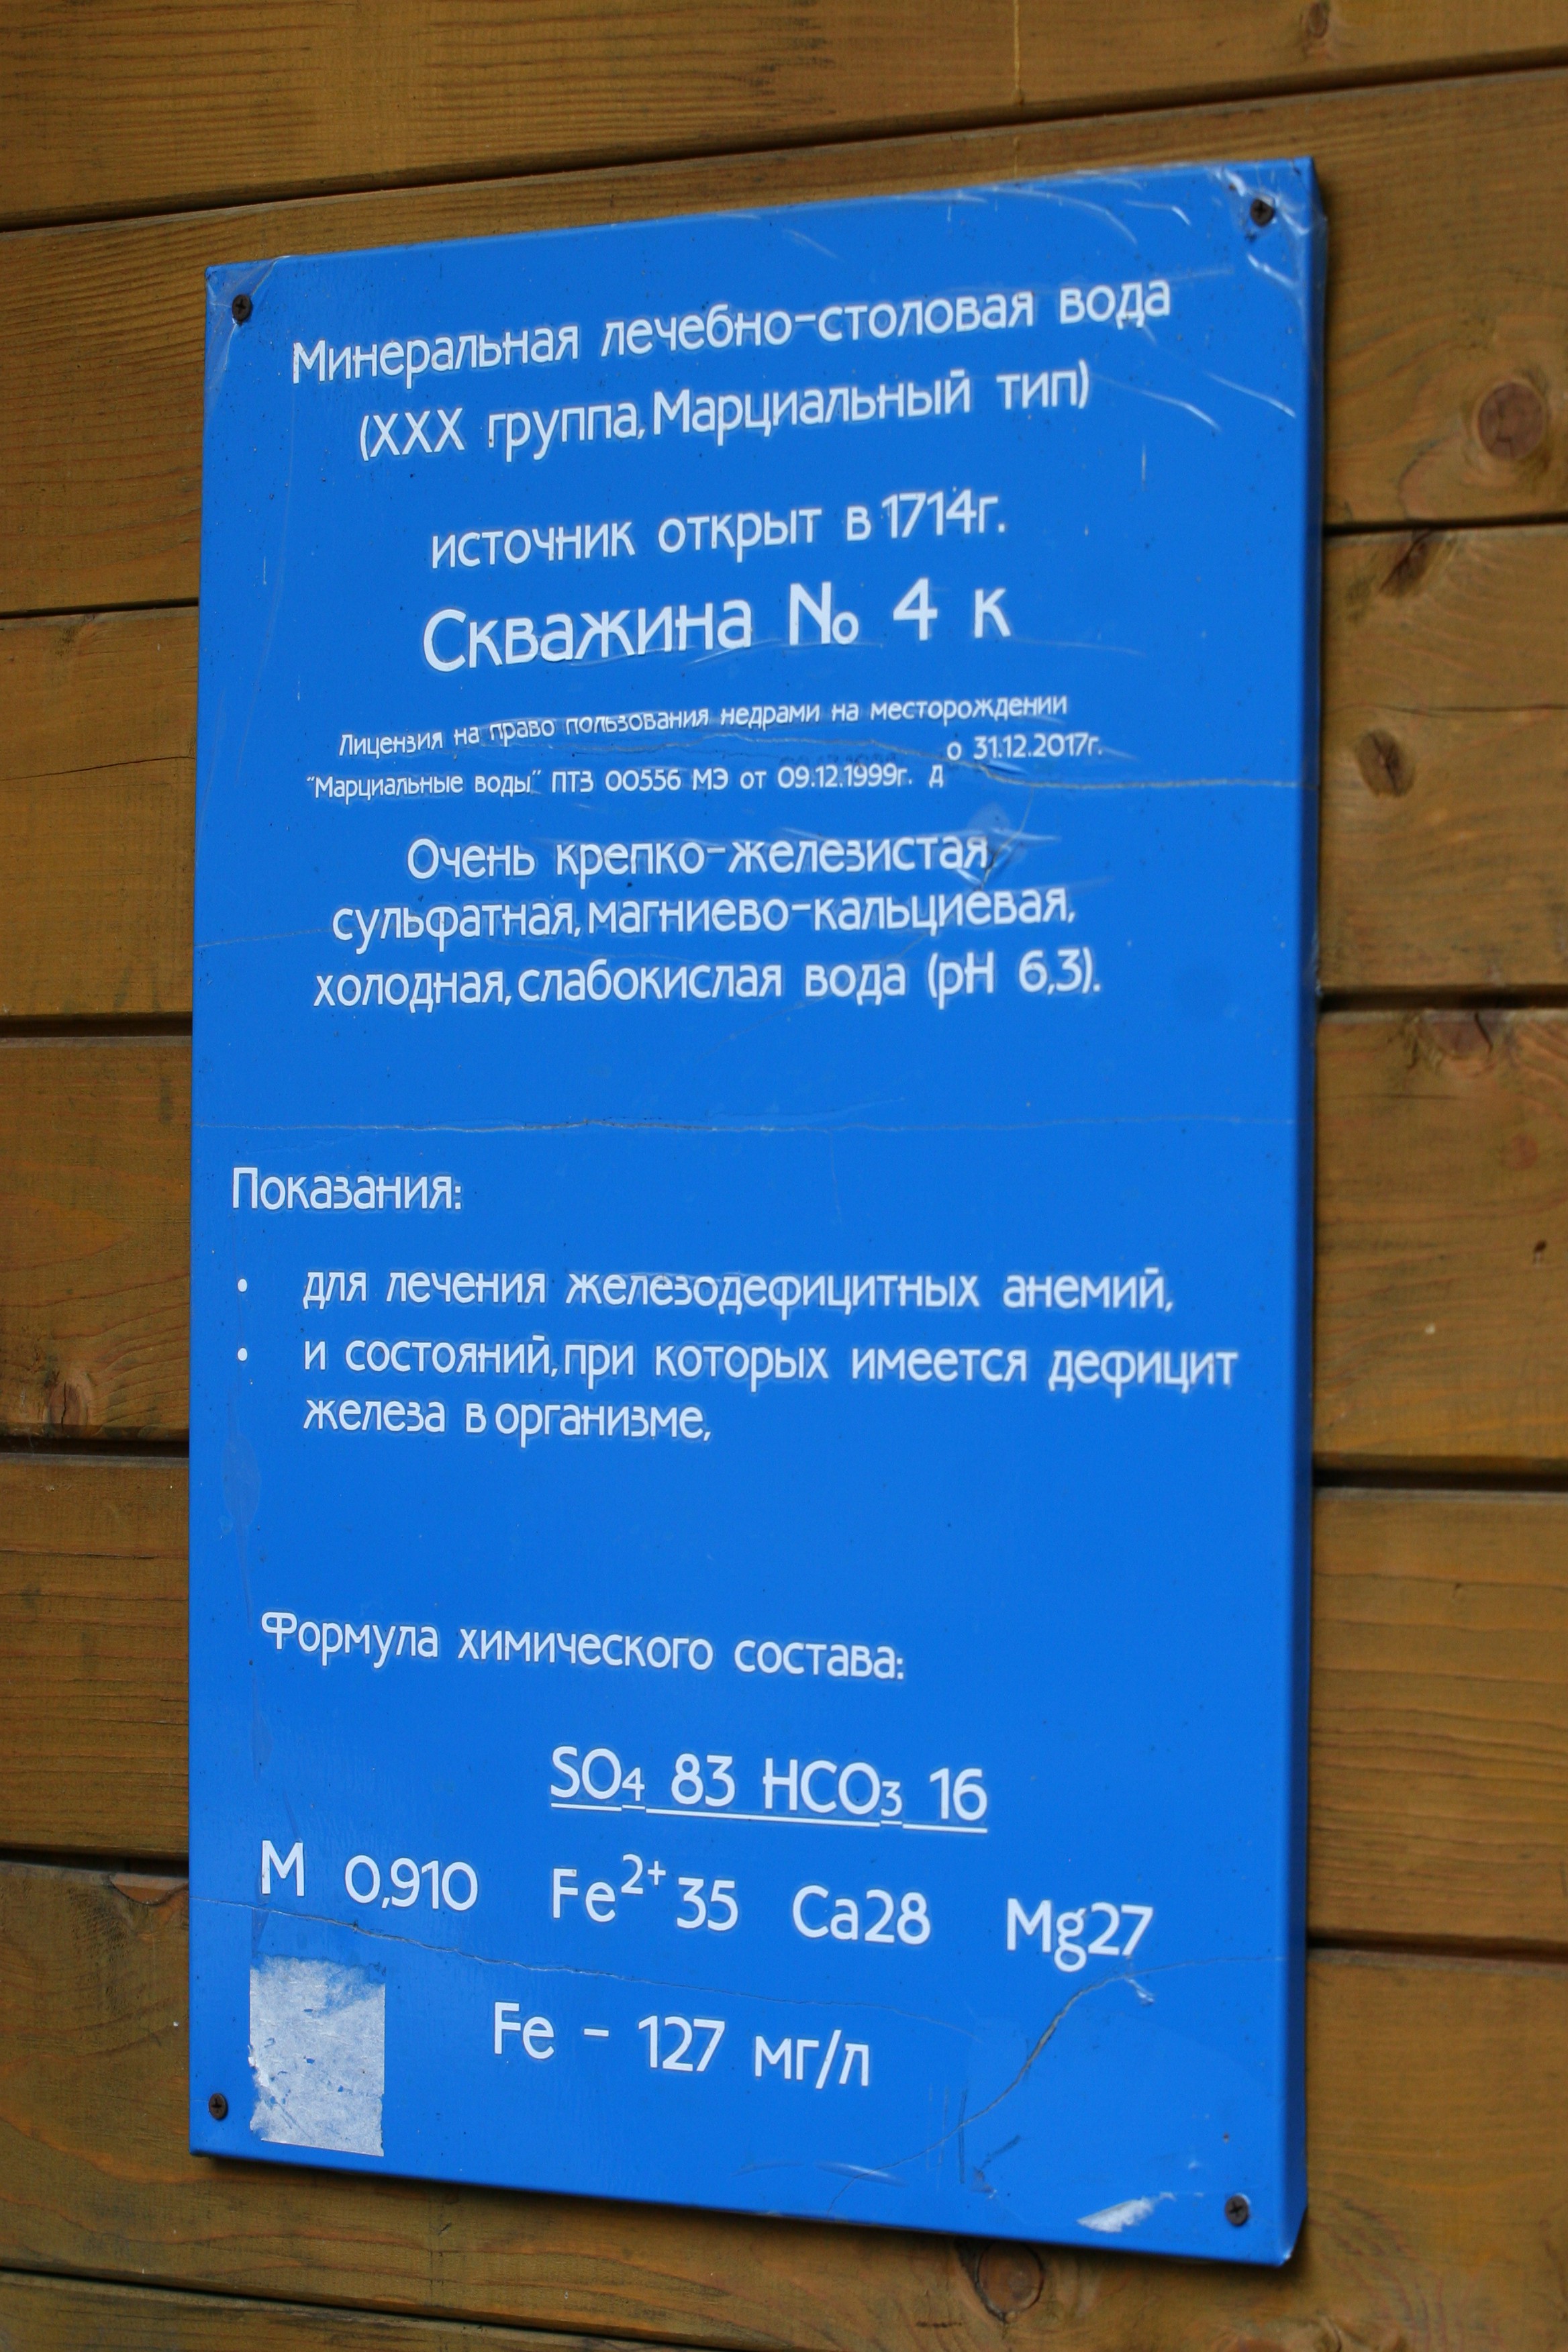 Минеральная лечебно-столовая вода
(XXX группа, Марциальный тип)
источник открыт в 1714г.
Скважина № 4 к
Лицензия на право пользования недрами на месторождении
"Марциальные воды" ПТЗ 00556 МЭ от 09.12.1999г. до 31.12.2017г.
Очень крепко-железистая,
сульфатная, магниево-кальциевая,
холодная, слабокислая вода (pH 6,3).
Показания:
• для лечения железодефицитных анемий,
• и состояний, при которых имеется дефицит
железа в организме,
Формула химического состава:
SO₄ 83 HCO₃ 16
M 0,910 Fe²⁺ 35 Ca28 Mg27
Fe - 127 мг/л